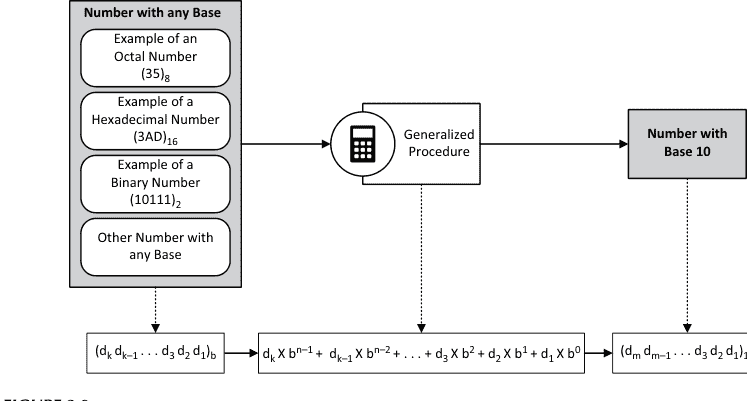 Number with any Base
Example of an
Octal Number
(35)₈
Example of a
Hexadecimal Number
(3AD)₁₆
Example of a
Binary Number
(10111)₂
Other Number with
any Base
Generalized
Procedure
Number with
Base 10
(dₖ dₖ₋₁ . . . d₃ d₂ d₁)b
dₖ X bⁿ⁻¹ + dₖ₋₁ X bⁿ⁻² + . . . + d₃ X b² + d₂ X b¹ + d₁ X b⁰
(dₘ dₘ₋₁ . . . d₃ d₂ d₁)₁